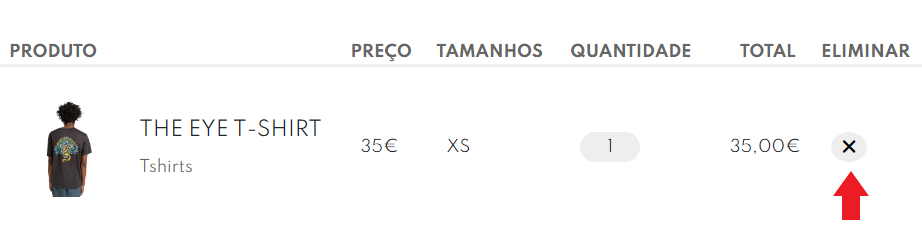 PRODUTO PREÇO TAMANHOS QUANTIDADE TOTAL ELIMINAR
THE EYE T-SHIRT 35€ XS 1 35,00€
Tshirts